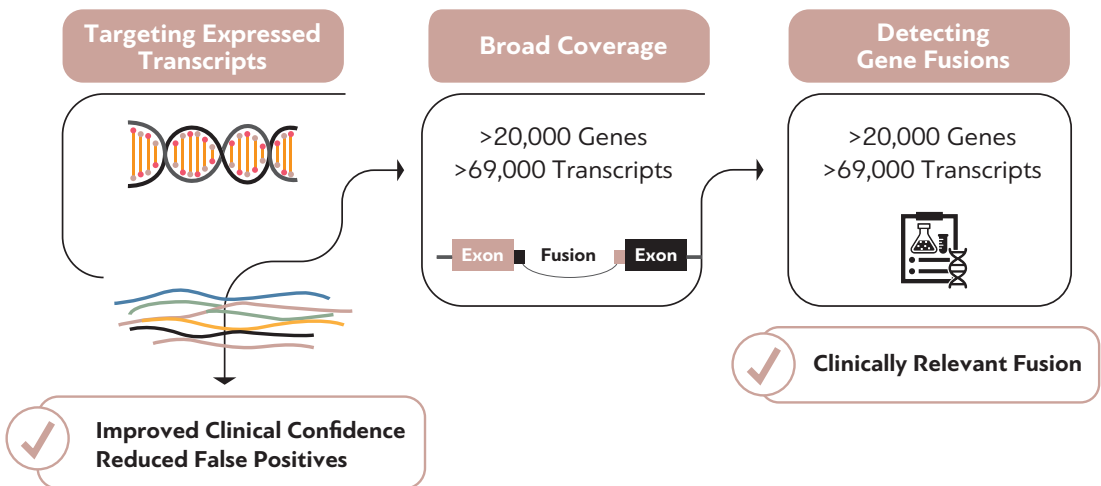 Targeting Expressed
Transcripts
Broad Coverage
>20,000 Genes
>69,000 Transcripts
Exon Fusion Exon
Detecting
Gene Fusions
>20,000 Genes
>69,000 Transcripts
Clinically Relevant Fusion
Improved Clinical Confidence
Reduced False Positives